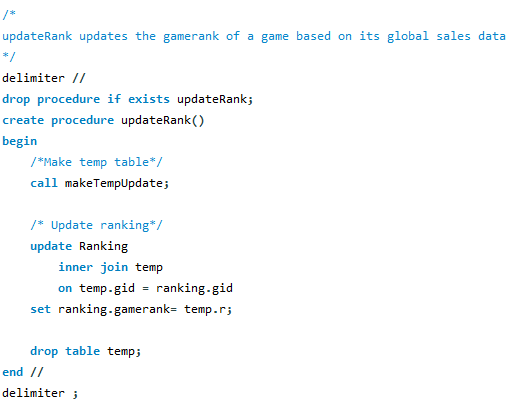 /*
updateRank updates the gamerank of a game based on its global sales data
*/
delimiter //
drop procedure if exists updateRank;
create procedure updateRank()
begin
    /*Make temp table*/
    call makeTempUpdate;

    /* Update ranking*/
    update Ranking
        inner join temp
        on temp.gid = ranking.gid
    set ranking.gamerank= temp.r;

    drop table temp;
end //
delimiter ;